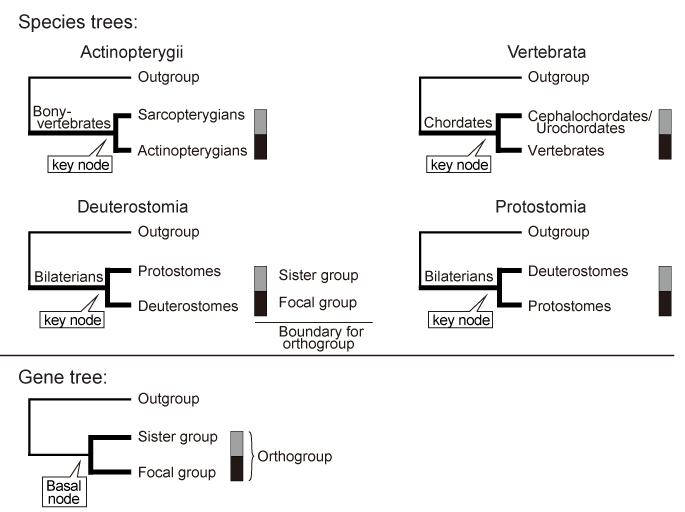 Species trees:
Actinopterygii
Outgroup
Bony-
vertebrates
Sarcopterygians
Actinopterygians
key node
Vertebrata
Outgroup
Chordates
Cephalochordates/
Urochordates
Vertebrates
key node
Deuterostomia
Outgroup
Bilaterians
Protostomes
Deuterostomes
key node
Sister group
Focal group
Boundary for
orthogroup
Protostomia
Outgroup
Bilaterians
Deuterostomes
Protostomes
key node
Gene tree:
Outgroup
Sister group
Focal group
Orthogroup
Basal
node